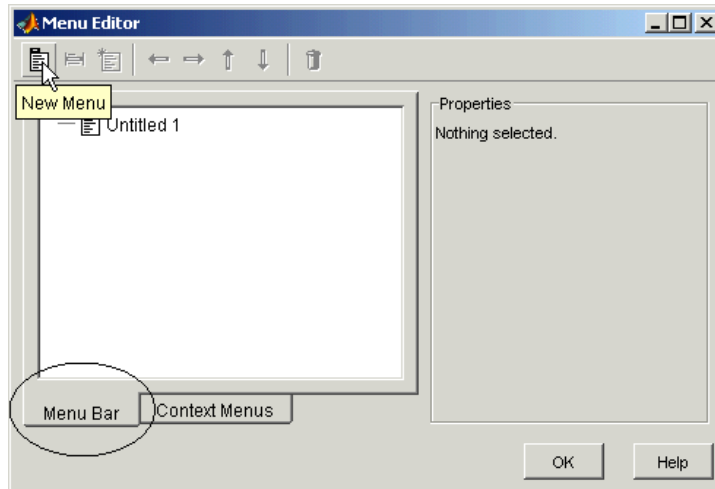 Menu Editor
New Menu
Untitled 1
Properties
Nothing selected.
Menu Bar
Context Menus
OK
Help